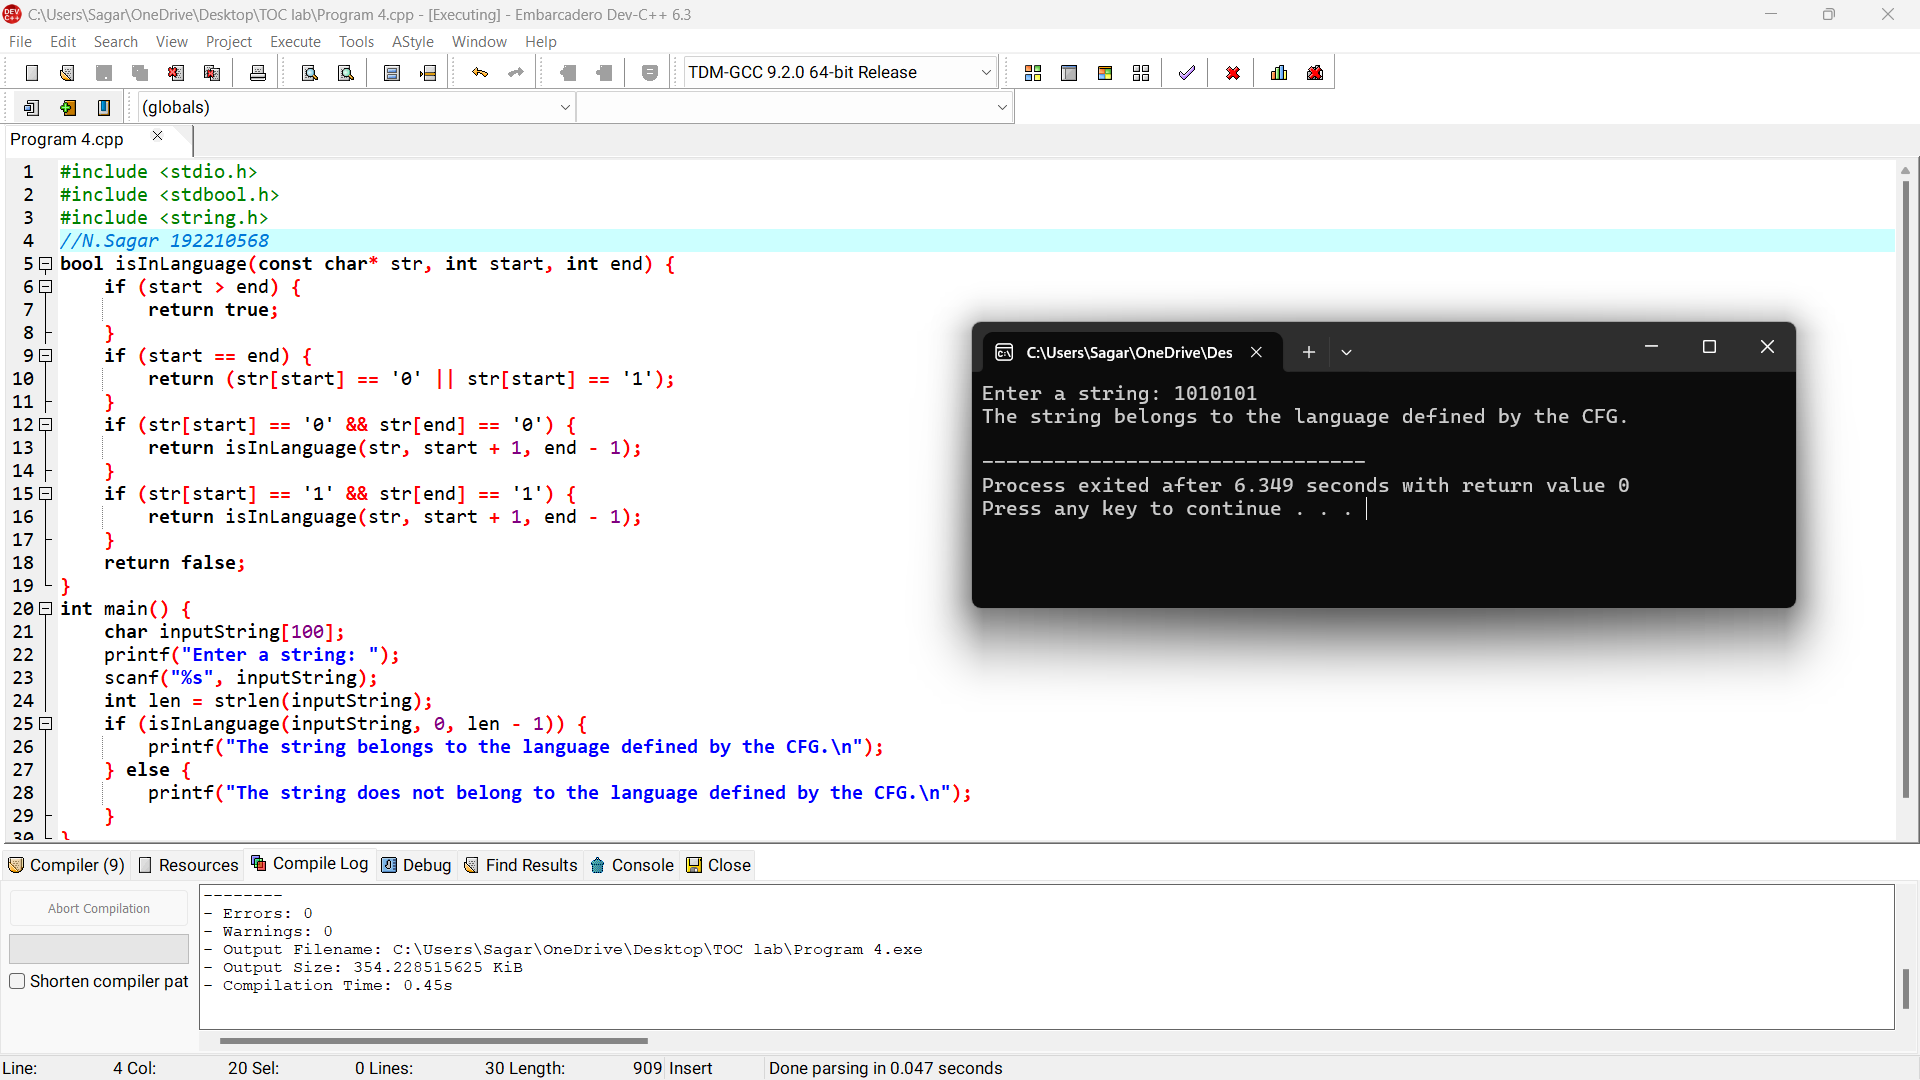 C:\Users\Sagar\OneDrive\Desktop\TOC lab\Program 4.cpp - [Executing] - Embarcadero Dev-C++ 6.3
File Edit Search View Project Execute Tools AStyle Window Help
TDM-GCC 9.2.0 64-bit Release
(globals)
Program 4.cpp
1 #include <stdio.h>
2 #include <stdbool.h>
3 #include <string.h>
4 //N.Sagar 192210568
5 bool isInLanguage(const char* str, int start, int end) {
6 if (start > end) {
7 return true;
8 }
9 if (start == end) {
10 return (str[start] == '0' || str[start] == '1');
11 }
12 if (str[start] == '0' && str[end] == '0') {
13 return isInLanguage(str, start + 1, end - 1);
14 }
15 if (str[start] == '1' && str[end] == '1') {
16 return isInLanguage(str, start + 1, end - 1);
17 }
18 return false;
19 }
20 int main() {
21 char inputString[100];
22 printf("Enter a string: ");
23 scanf("%s", inputString);
24 int len = strlen(inputString);
25 if (isInLanguage(inputString, 0, len - 1)) {
26 printf("The string belongs to the language defined by the CFG.\n");
27 } else {
28 printf("The string does not belong to the language defined by the CFG.\n");
29 }
30 }
C:\Users\Sagar\OneDrive\Des
Enter a string: 1010101
The string belongs to the language defined by the CFG.
--------------------------------
Process exited after 6.349 seconds with return value 0
Press any key to continue . . .
Compiler (9) Resources Compile Log Debug Find Results Console Close
Abort Compilation
Shorten compiler pat
--------
- Errors: 0
- Warnings: 0
- Output Filename: C:\Users\Sagar\OneDrive\Desktop\TOC lab\Program 4.exe
- Output Size: 354.228515625 KiB
- Compilation Time: 0.45s
Line: 4 Col: 20 Sel: 0 Lines: 30 Length: 909 Insert Done parsing in 0.047 seconds